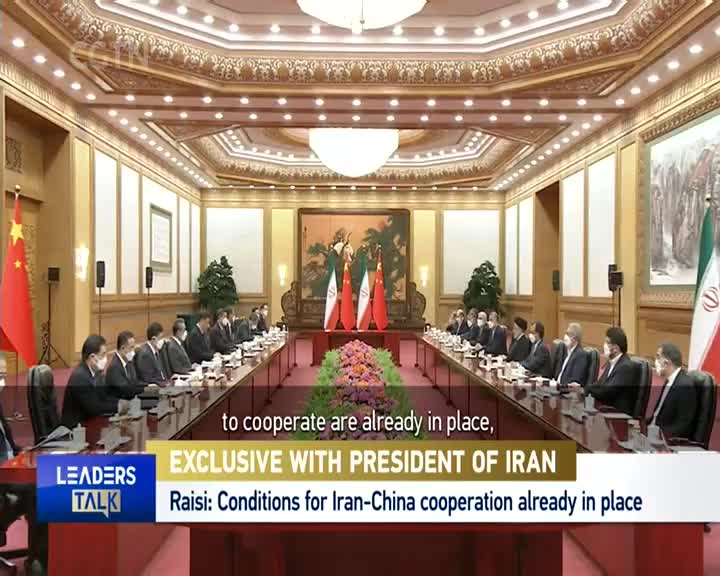 CGTN
to cooperate are already in place,
EXCLUSIVE WITH PRESIDENT OF IRAN
LEADERS
TALK
Raisi: Conditions for Iran-China cooperation already in place